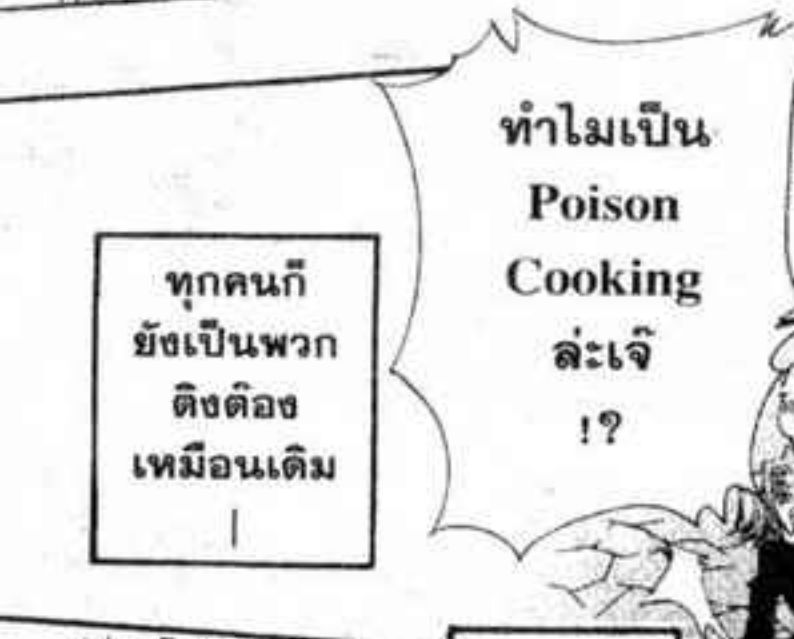 ทำไมเป็น
Poison
Cooking
ล่ะเจ๊
!?
ทุกคนก็
ยังเป็นพวก
ติงต๊อง
เหมือนเดิม
|